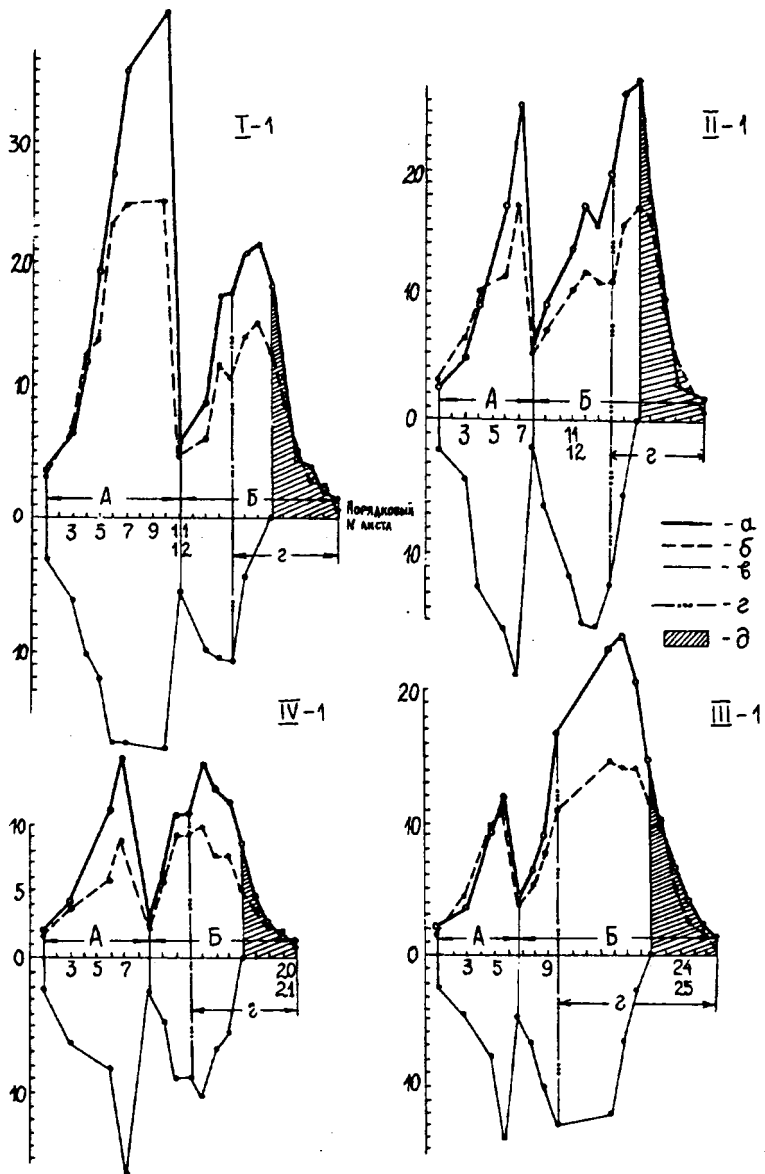 I-1
30
20
10
0
А
Б
3 5 7 9 11
12
Порядковый
№ листа
г
10
II-1
20
10
0
А
Б
3 5 7 11
12
г
10
- а
- б
- в
- г
- д
IV-1
10
5
0
А
Б
3 5 7 20
21
г
10
III-1
20
10
0
А
Б
3 5 9 24
25
г
10